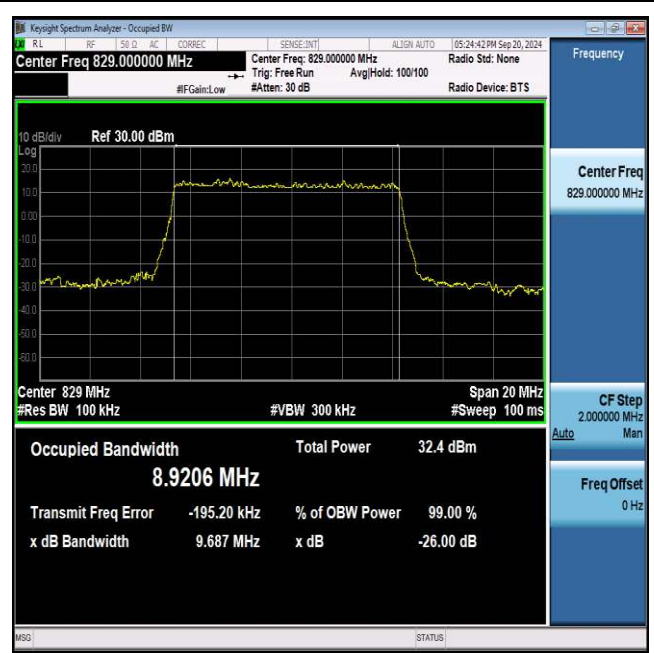 Keysight Spectrum Analyzer - Occupied BW
RL RF 50 Ω AC CORREC SENSE:INT ALIGN AUTO 05:24:42 PM Sep 20, 2024
Center Freq 829.000000 MHz
Center Freq: 829.000000 MHz Radio Std: None
Trig: Free Run Avg|Hold: 100/100
#IFGain:Low #Atten: 30 dB Radio Device: BTS
10 dB/div Ref 30.00 dBm
Log
20.0
10.0
0.00
-10.0
-20.0
-30.0
-40.0
-50.0
-60.0
Center 829 MHz Span 20 MHz
#Res BW 100 kHz #VBW 300 kHz #Sweep 100 ms
Occupied Bandwidth Total Power 32.4 dBm
8.9206 MHz
Transmit Freq Error -195.20 kHz % of OBW Power 99.00 %
x dB Bandwidth 9.687 MHz x dB -26.00 dB
MSG STATUS
Frequency
Center Freq
829.000000 MHz
CF Step
2.000000 MHz
Auto Man
Freq Offset
0 Hz